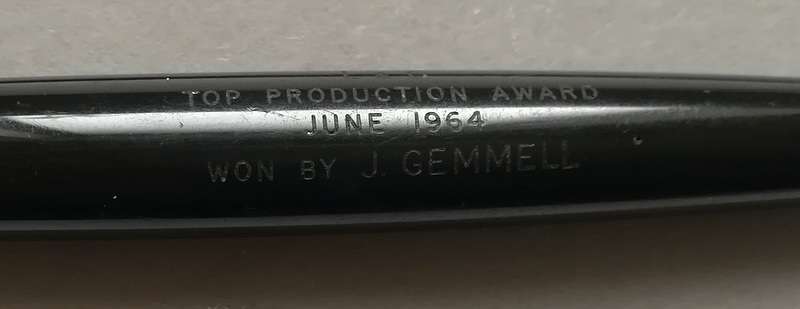 TOP PRODUCTION AWARD
JUNE 1964
WON BY J. GEMMELL